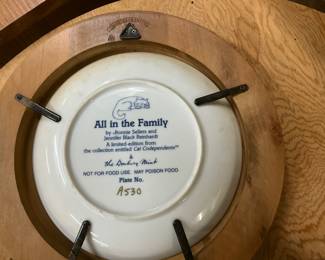 All in the Family
by Bonnie Sellers and
Jennifer Black Reinhardt
A limited edition from
the collection entitled Cat Codependents™
&
The Danbury Mint
NOT FOR FOOD USE. MAY POISON FOOD.
Plate No.
A530